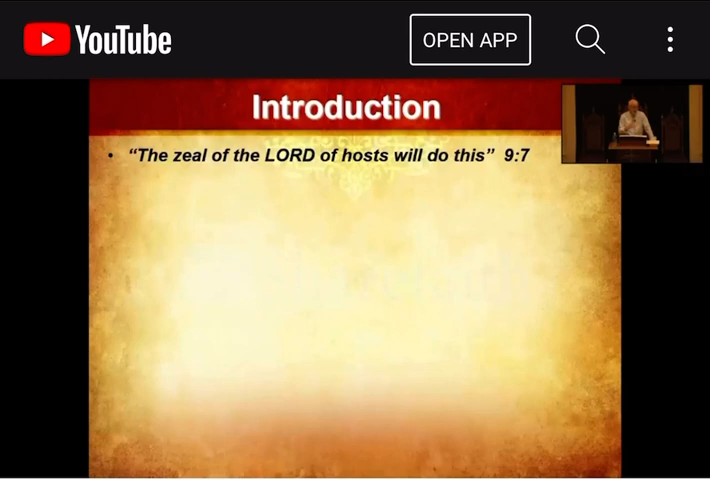 YouTube OPEN APP
Introduction
• “The zeal of the LORD of hosts will do this” 9:7